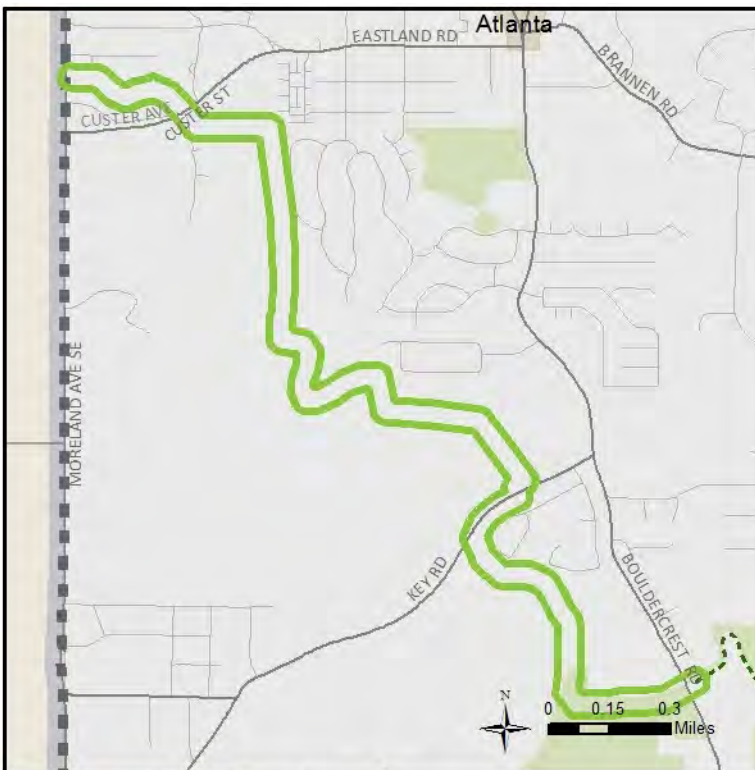 Atlanta
EASTLAND RD
BRANNEN RD
CUSTER AVE
CUSTER ST
MORELAND AVE SE
KEY RD
BOULDERCREST RD
N
0 0.15 0.3
Miles